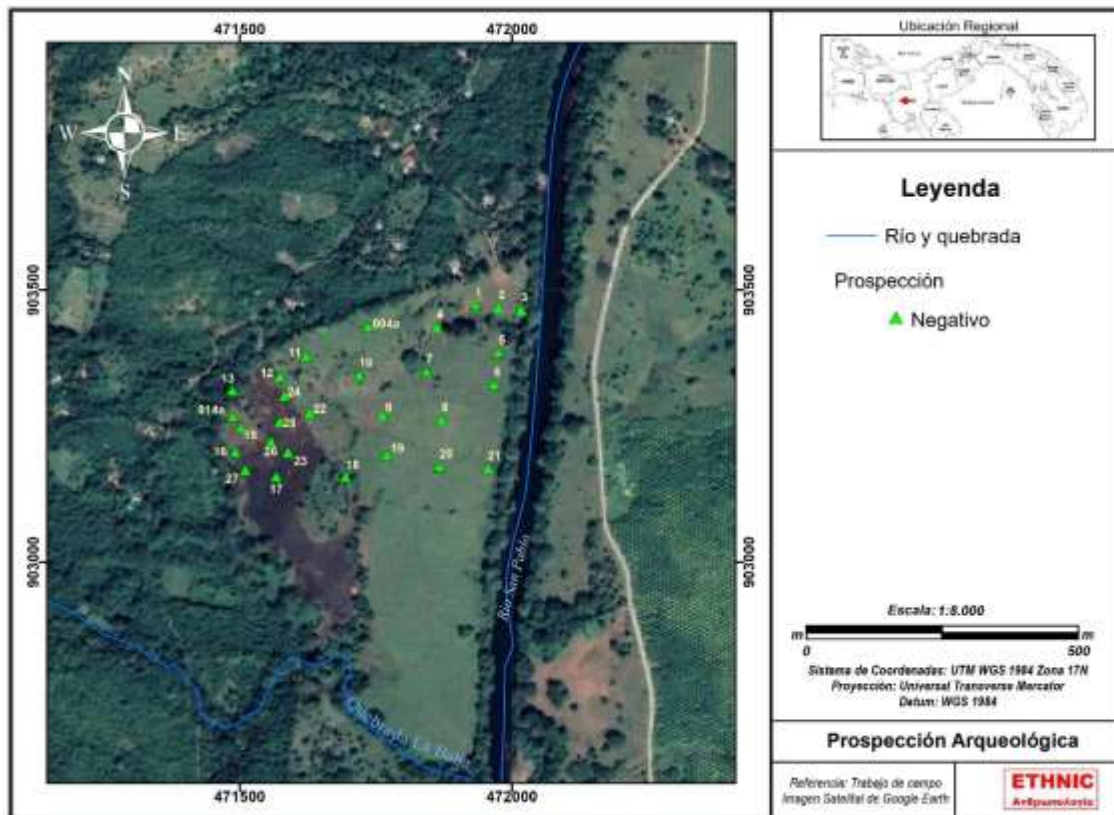 471500
472000
903500
903000
N
W
E
S
1
2
3
4
004a
5
11
7
10
6
12
13
24
014a
22
9
8
15
25
26
16
23
19
20
21
27
17
18
Río San Pablo
471500
472000
Ubicación Regional
Leyenda
Río y quebrada
Prospección
Negativo
Escala: 1:8.000
m
m
0
500
Sistema de Coordenadas: UTM WGS 1984 Zona 17N
Proyección: Universal Transverse Mercator
Datum: WGS 1984
Prospección Arqueológica
Referencia: Trabajo de campo
Imagen Satelital de Google Earth
ETHNIC